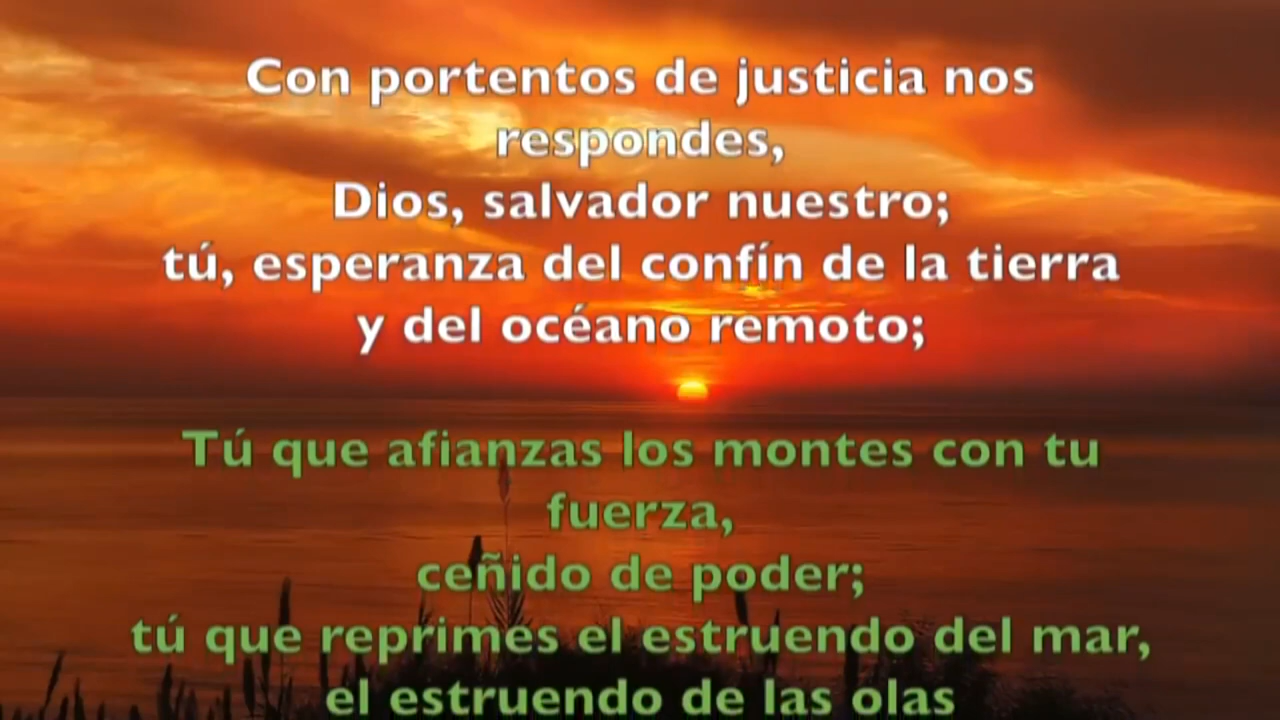 Con portentos de justicia nos
respondes,
Dios, salvador nuestro;
tú, esperanza del confín de la tierra
y del océano remoto;
Tú que afianzas los montes con tu
fuerza,
ceñido de poder;
tú que reprimes el estruendo del mar,
el estruendo de las olas